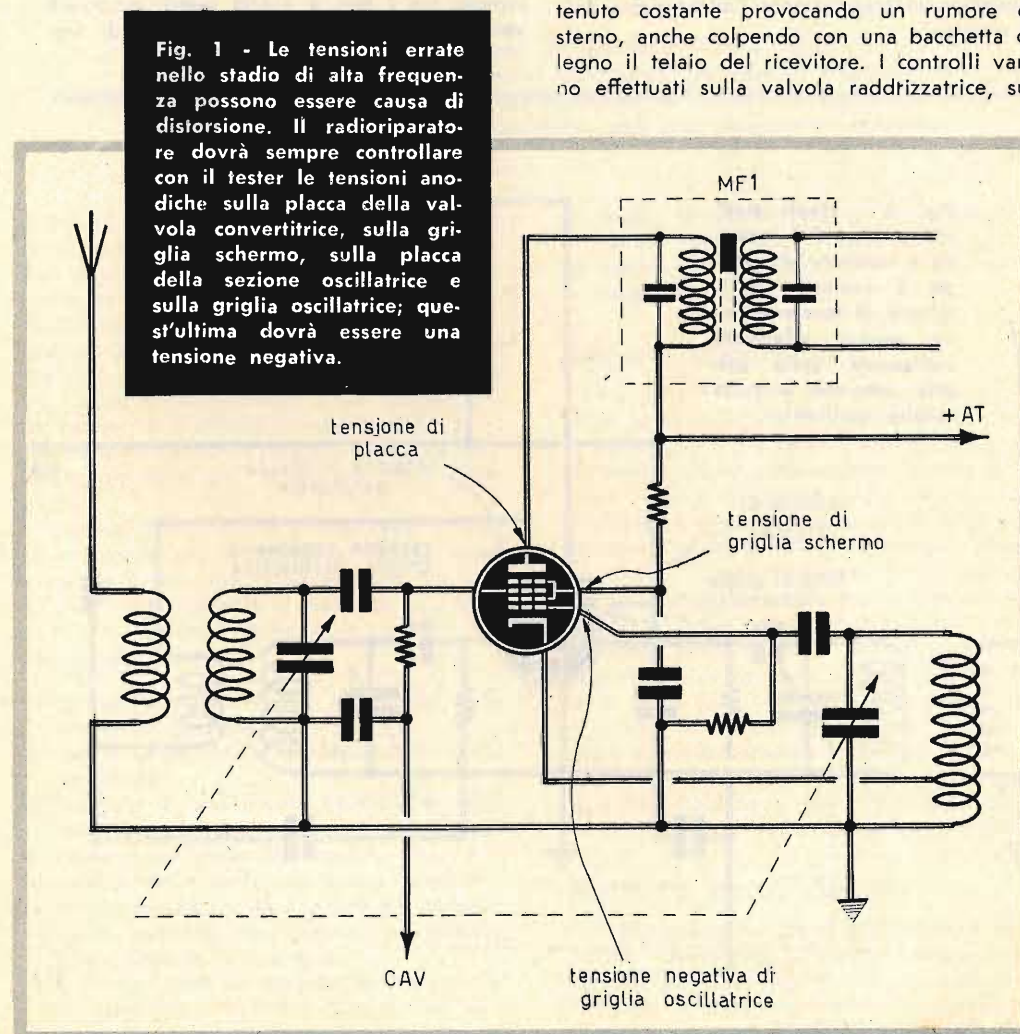 tenuto costante provocando un rumore
sterno, anche colpendo con una bacchetta
legno il telaio del ricevitore. I controlli
no effettuati sulla valvola raddrizzatrice,
Fig. 1 - Le tensioni errate
nello stadio di alta frequen-
za possono essere causa di
distorsione. Il radioriparato-
re dovrà sempre controllare
con il tester le tensioni ano-
diche sulla placca della val-
vola convertitrice, sulla gri-
glia schermo, sulla placca
della sezione oscillatrice e
sulla griglia oscillatrice; que-
st'ultima dovrà essere una
tensione negativa.
MF1
+ AT
tensione di
placca
tensione di
griglia schermo
CAV
tensione negativa di
griglia oscillatrice